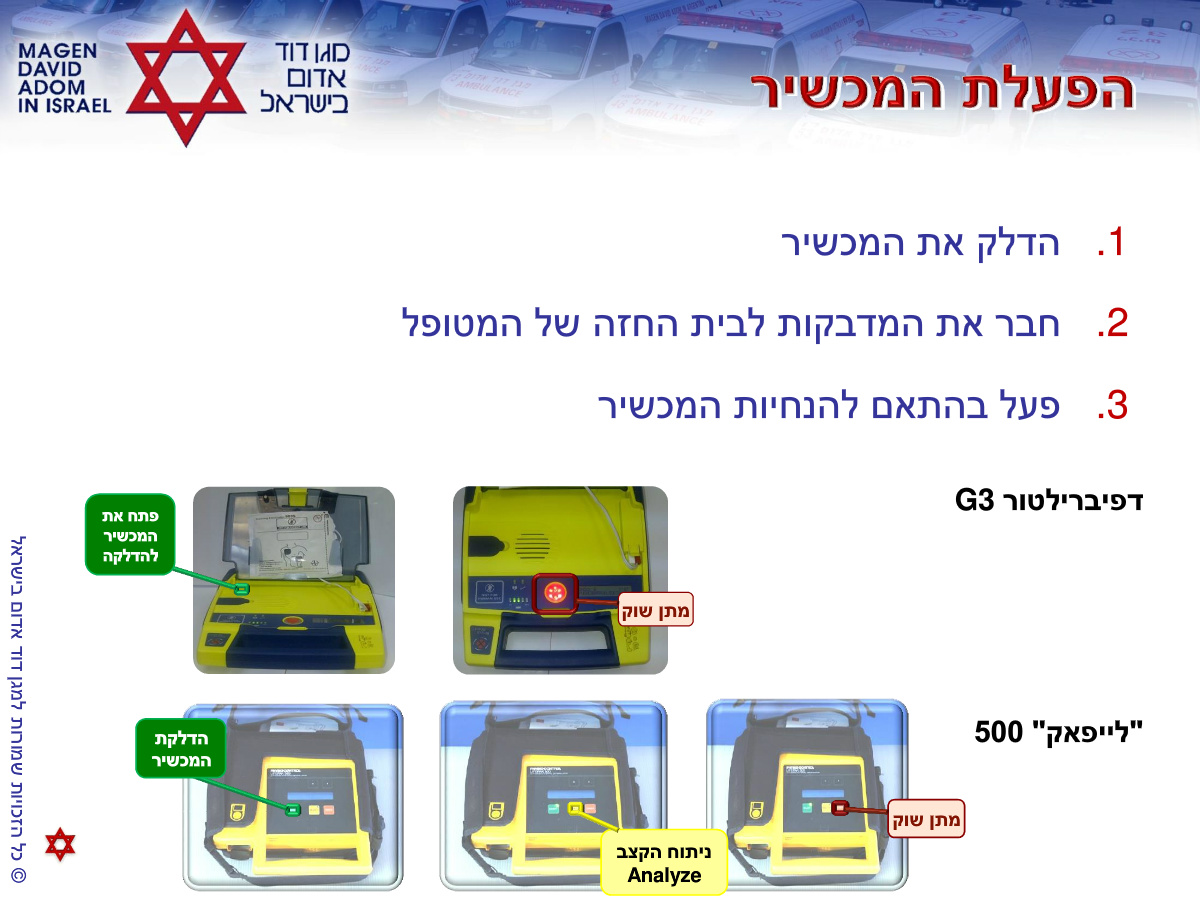 MAGEN
DAVID
ADOM
IN ISRAEL
מגן דוד
אדום
בישראל
הפעלת המכשיר
1. הדלק את המכשיר
2. חבר את המדבקות לבית החזה של המטופל
3. פעל בהתאם להנחיות המכשיר
דפיברילטור G3
פתח את
המכשיר
להדלקה
מתן שוק
"לייפאק" 500
הדלקת
המכשיר
ניתוח הקצב
Analyze
מתן שוק
© כל הזכויות שמורות למגן דוד אדום בישראל